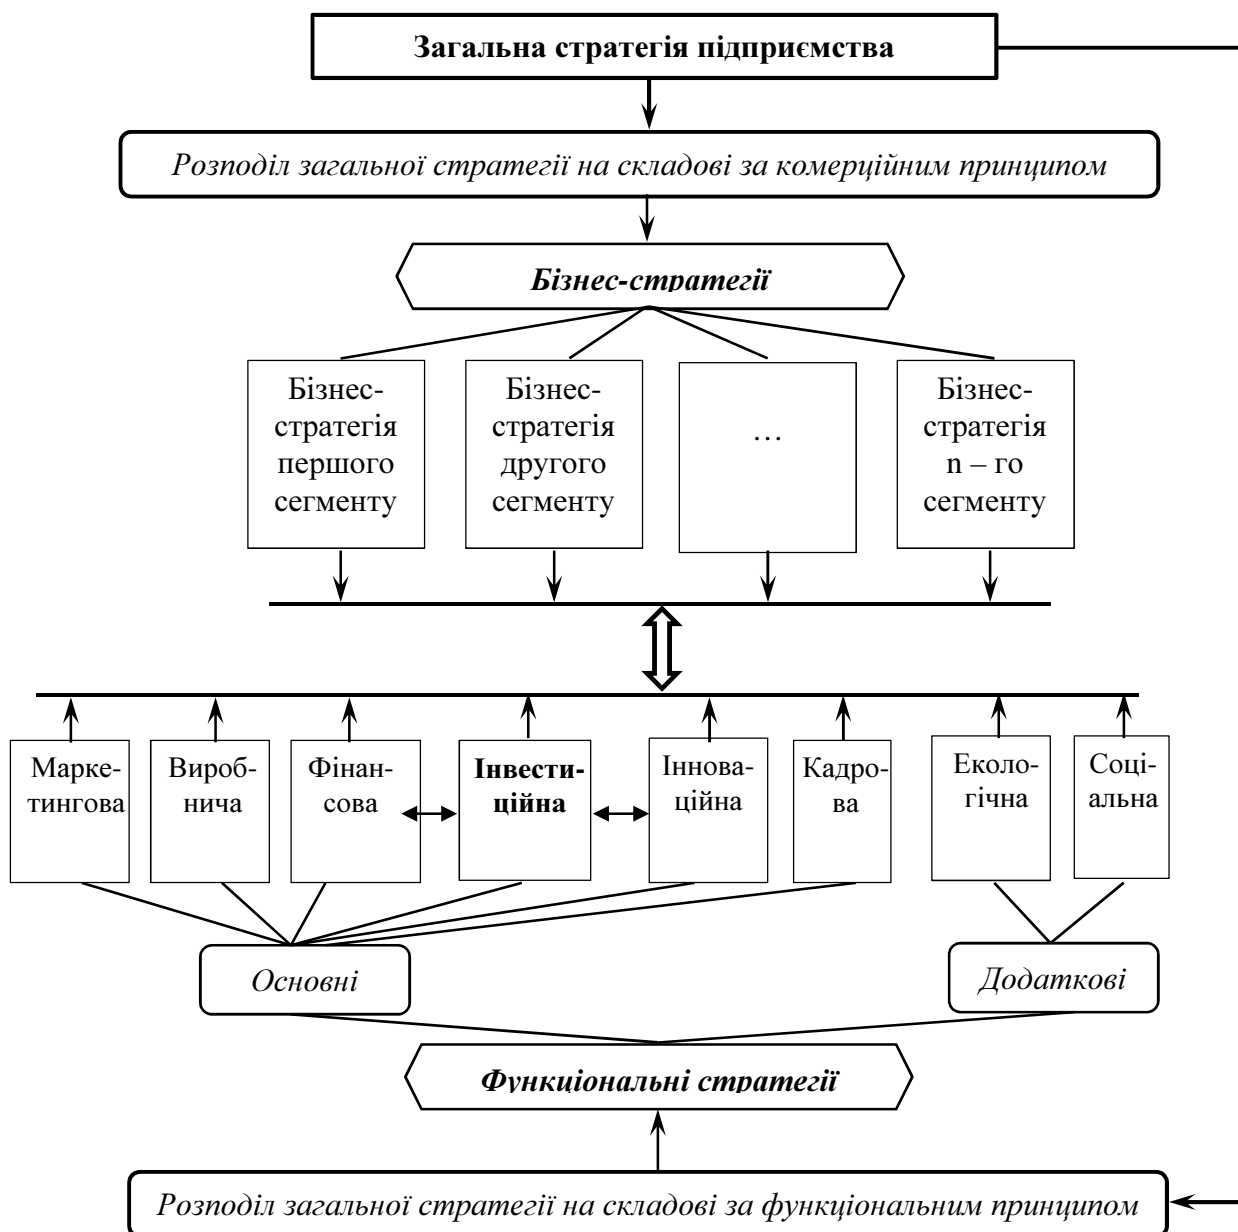 Загальна стратегія підприємства
Розподіл загальної стратегії на складові за комерційним принципом
Бізнес-стратегії
Бізнес-
стратегія
першого
сегменту
Бізнес-
стратегія
другого
сегменту
…
Бізнес-
стратегія
n – го
сегменту
Марке-
тингова
Вироб-
нича
Фінан-
сова
Інвести-
ційна
Іннова-
ційна
Кадро-
ва
Еколо-
гічна
Соці-
альна
Основні
Додаткові
Функціональні стратегії
Розподіл загальної стратегії на складові за функціональним принципом